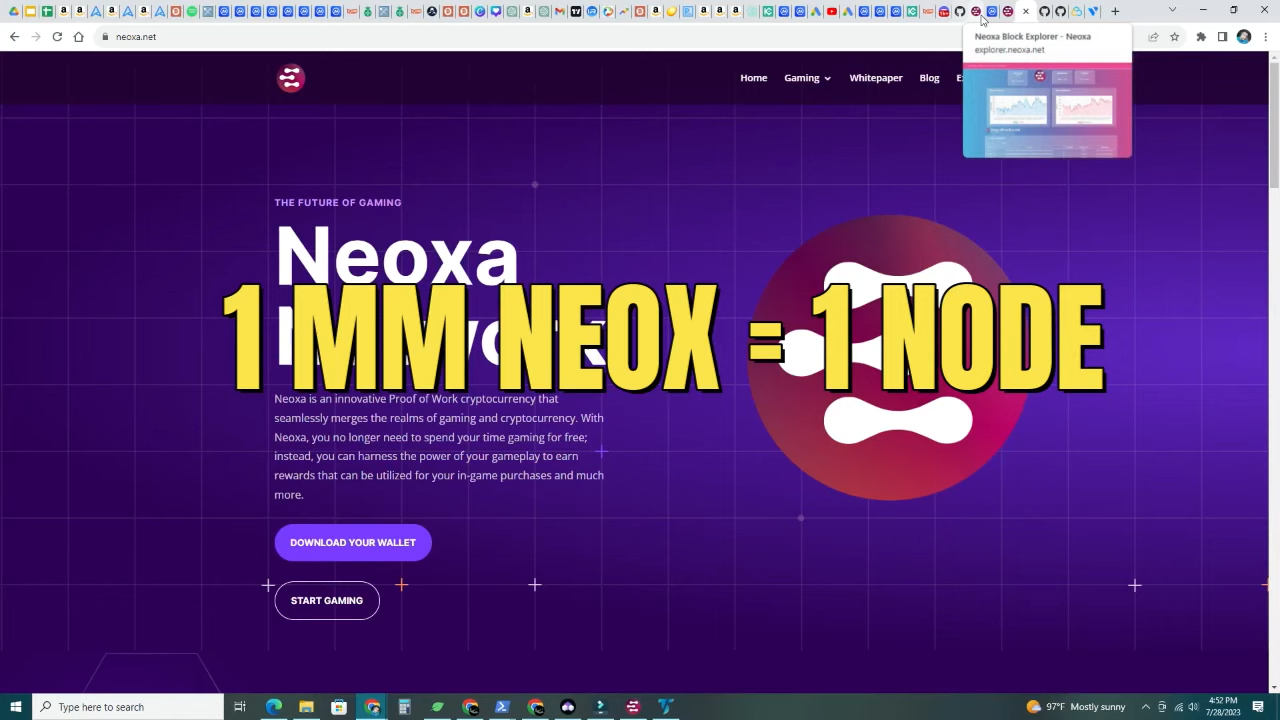 neoxa.net
Neoxa Block Explorer - Neoxa
explorer.neoxa.net
Home
Gaming
Whitepaper
Blog
THE FUTURE OF GAMING
Neoxa
1 MM NEOX = 1 NODE
Neoxa is an innovative Proof of Work cryptocurrency that
seamlessly merges the realms of gaming and cryptocurrency. With
Neoxa, you no longer need to spend your time gaming for free;
instead, you can harness the power of your gameplay to earn
rewards that can be utilized for your in-game purchases and much
more.
DOWNLOAD YOUR WALLET
START GAMING
Type here to search
97°F Mostly sunny
4:52 PM
7/28/2023